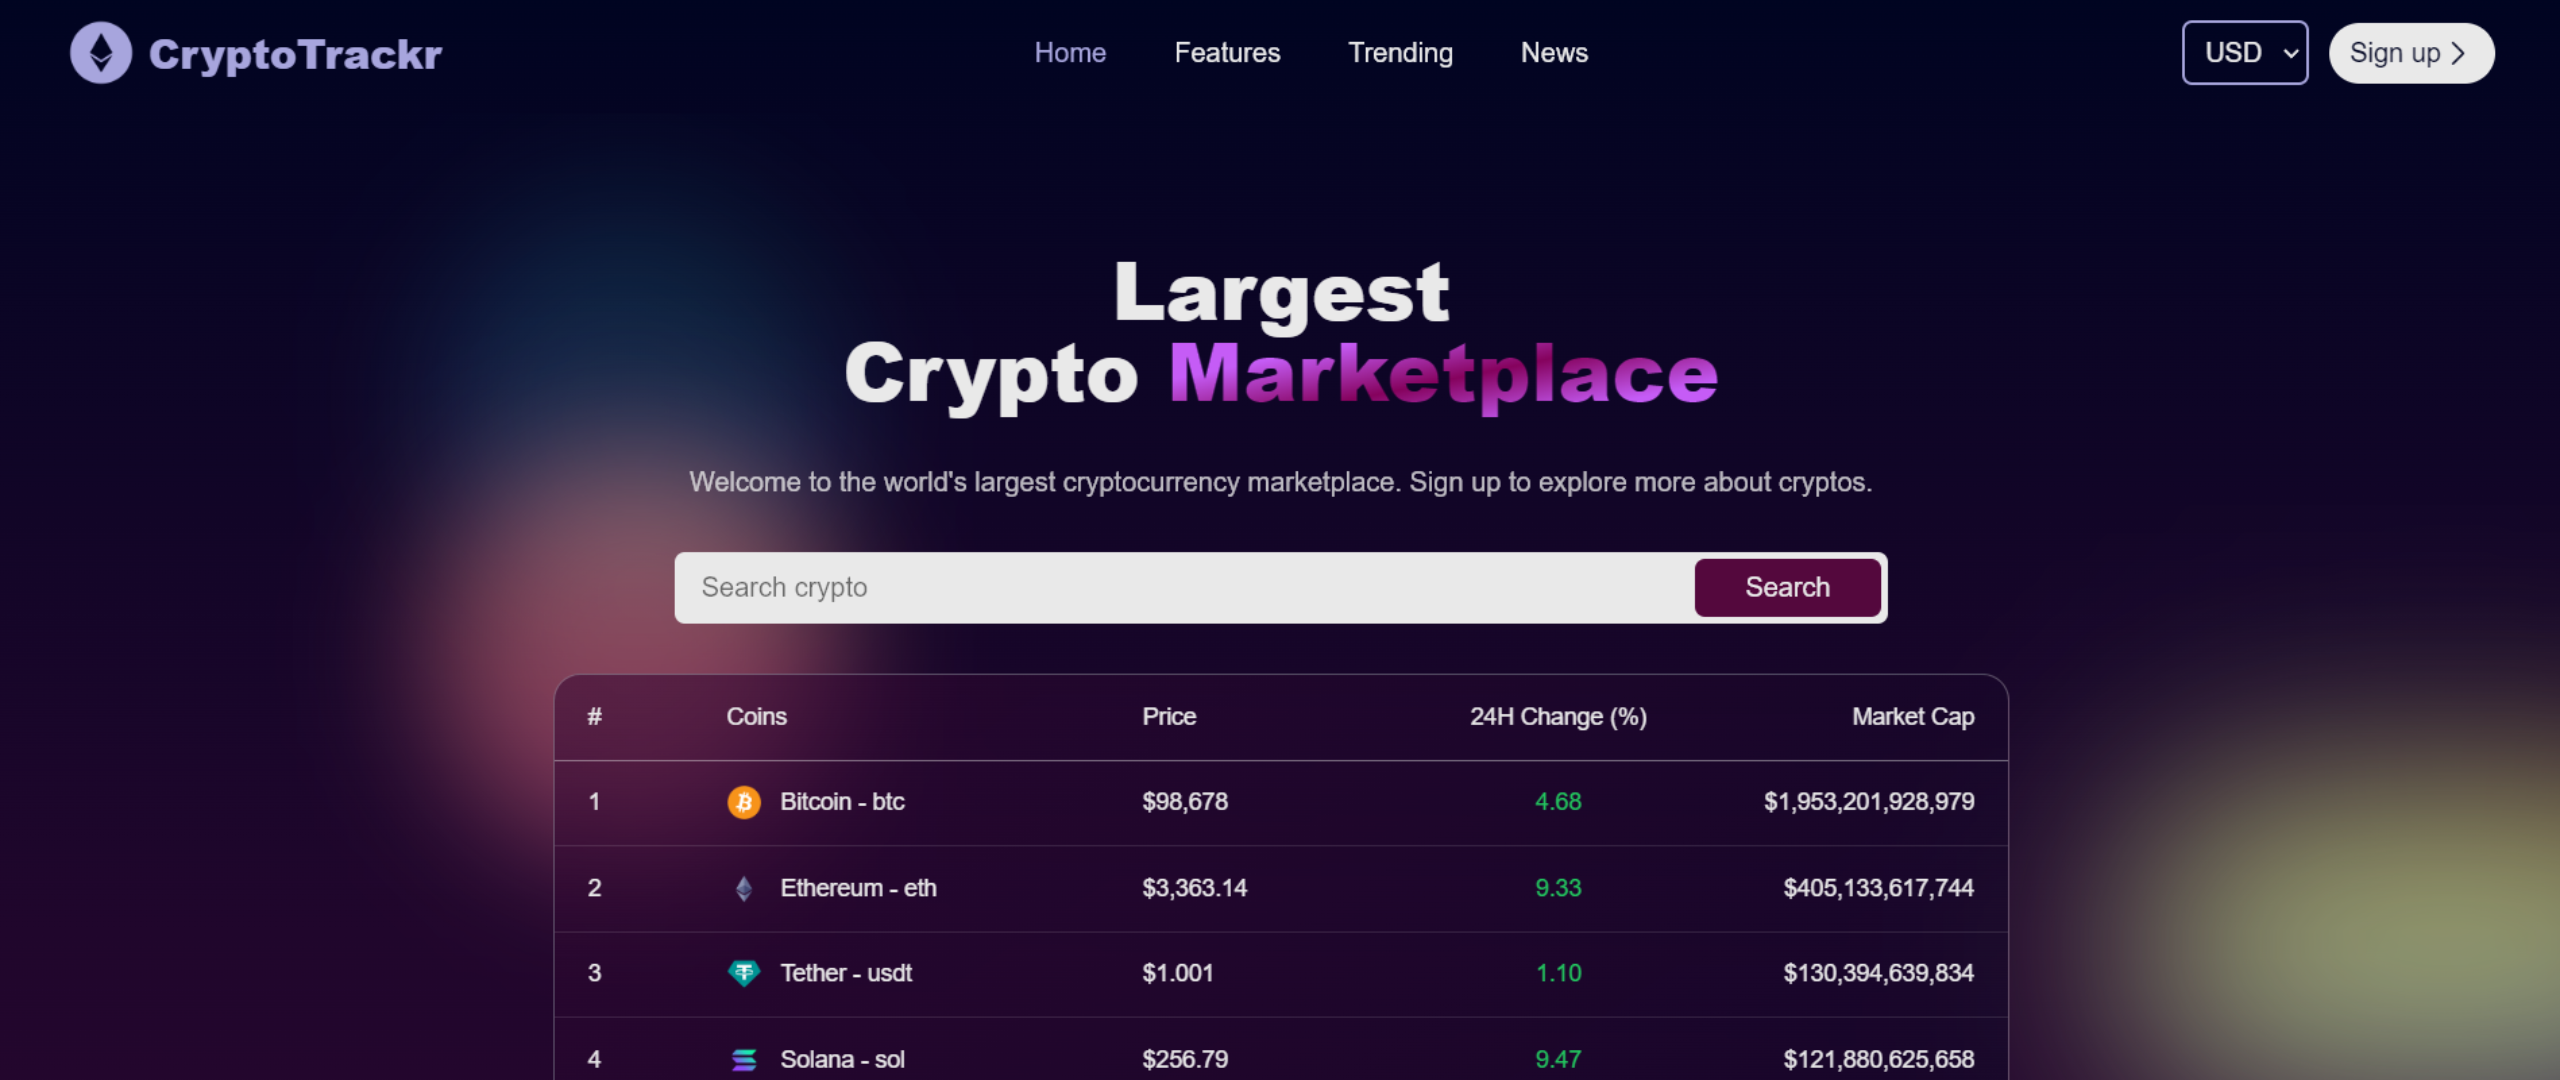 CryptoTrackr
Home Features Trending News
USD Sign up
Largest
Crypto Marketplace
Welcome to the world's largest cryptocurrency marketplace. Sign up to explore more about cryptos.
Search crypto Search
# Coins Price 24H Change (%) Market Cap
1 Bitcoin - btc $98,678 4.68 $1,953,201,928,979
2 Ethereum - eth $3,363.14 9.33 $405,133,617,744
3 Tether - usdt $1.001 1.10 $130,394,639,834
4 Solana - sol $256.79 9.47 $121,880,625,658